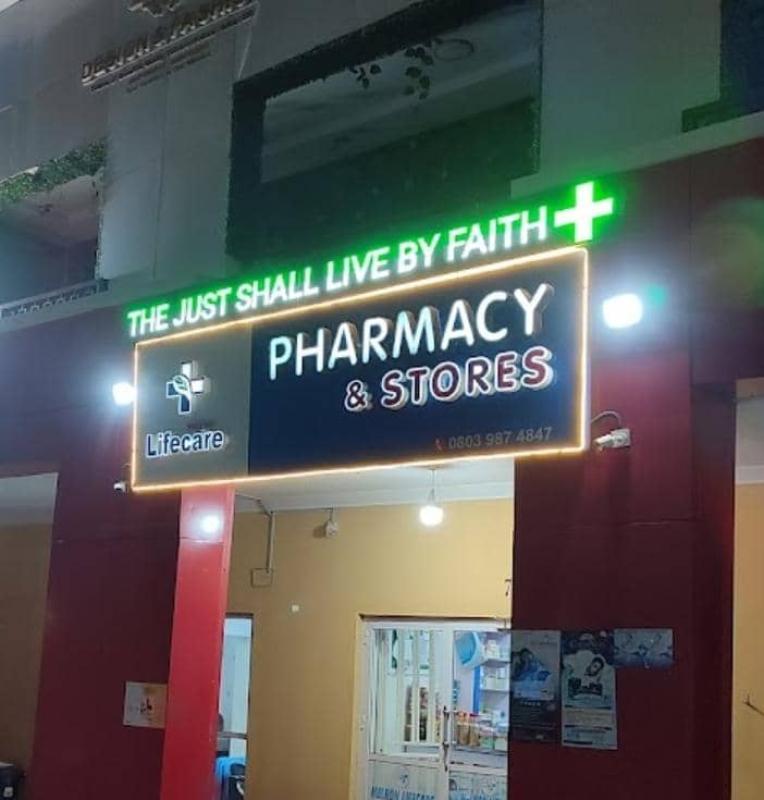 THE JUST SHALL LIVE BY FAITH
PHARMACY
& STORES
Lifecare
0803 987 4847